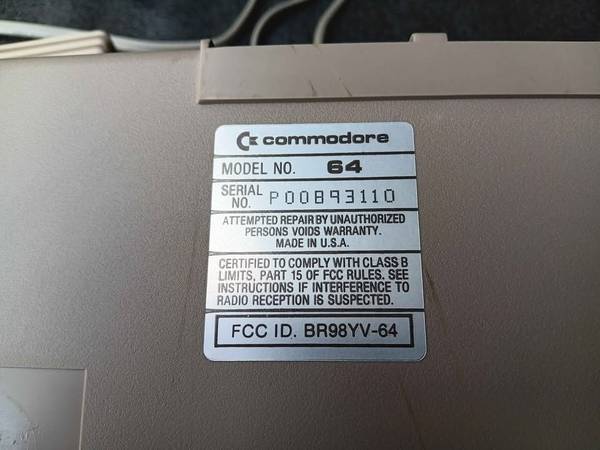 commodore
MODEL NO. 64
SERIAL NO. P00893110
ATTEMPTED REPAIR BY UNAUTHORIZED
PERSONS VOIDS WARRANTY.
MADE IN U.S.A.
CERTIFIED TO COMPLY WITH CLASS B
LIMITS, PART 15 OF FCC RULES. SEE
INSTRUCTIONS IF INTERFERENCE TO
RADIO RECEPTION IS SUSPECTED.
FCC ID. BR98YV-64